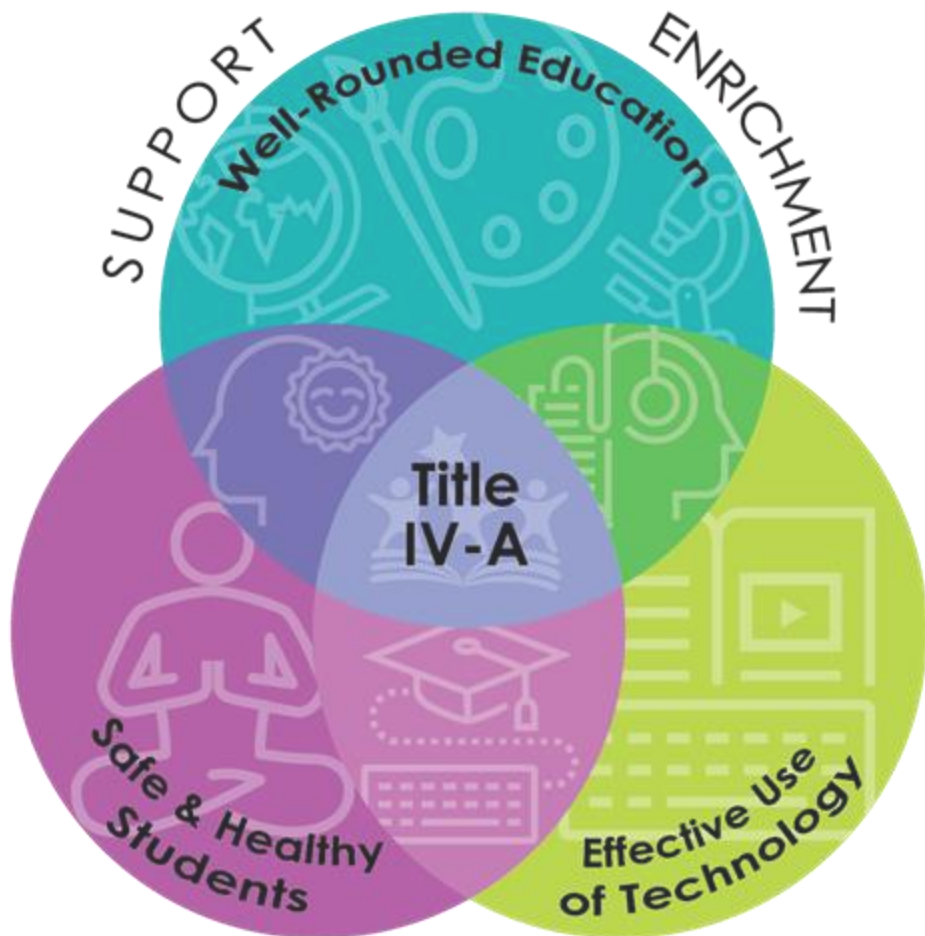 SUPPORT
ENRICHMENT
Well-Rounded Education
Title
IV-A
Safe & Healthy
Students
Effective Use
of Technology